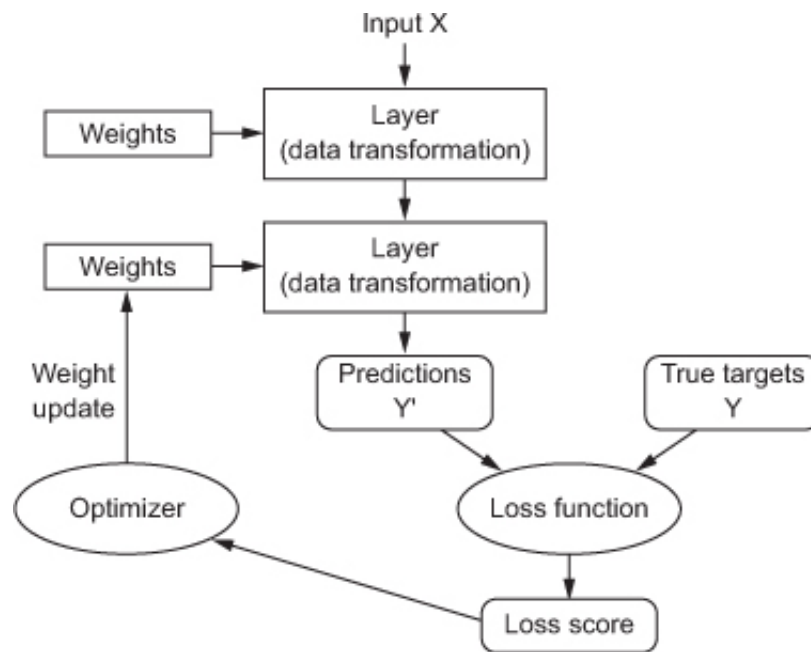 Input X
Weights
Layer
(data transformation)
Weights
Layer
(data transformation)
Weight
update
Predictions
Y'
True targets
Y
Optimizer
Loss function
Loss score